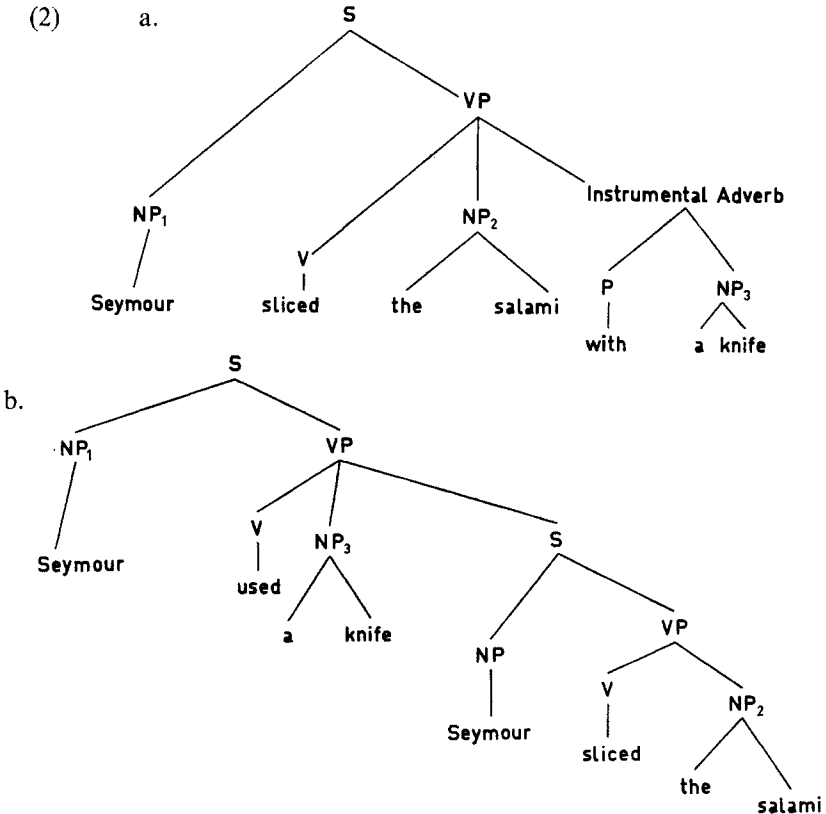 (2) a. S
VP
Instrumental Adverb
NP₁ NP₂
V
P NP₃
Seymour sliced the salami
with a knife
S
b.
NP₁ VP
V
NP₃ S
Seymour
used
a knife
VP
NP
V
NP₂
Seymour
sliced
the
salami